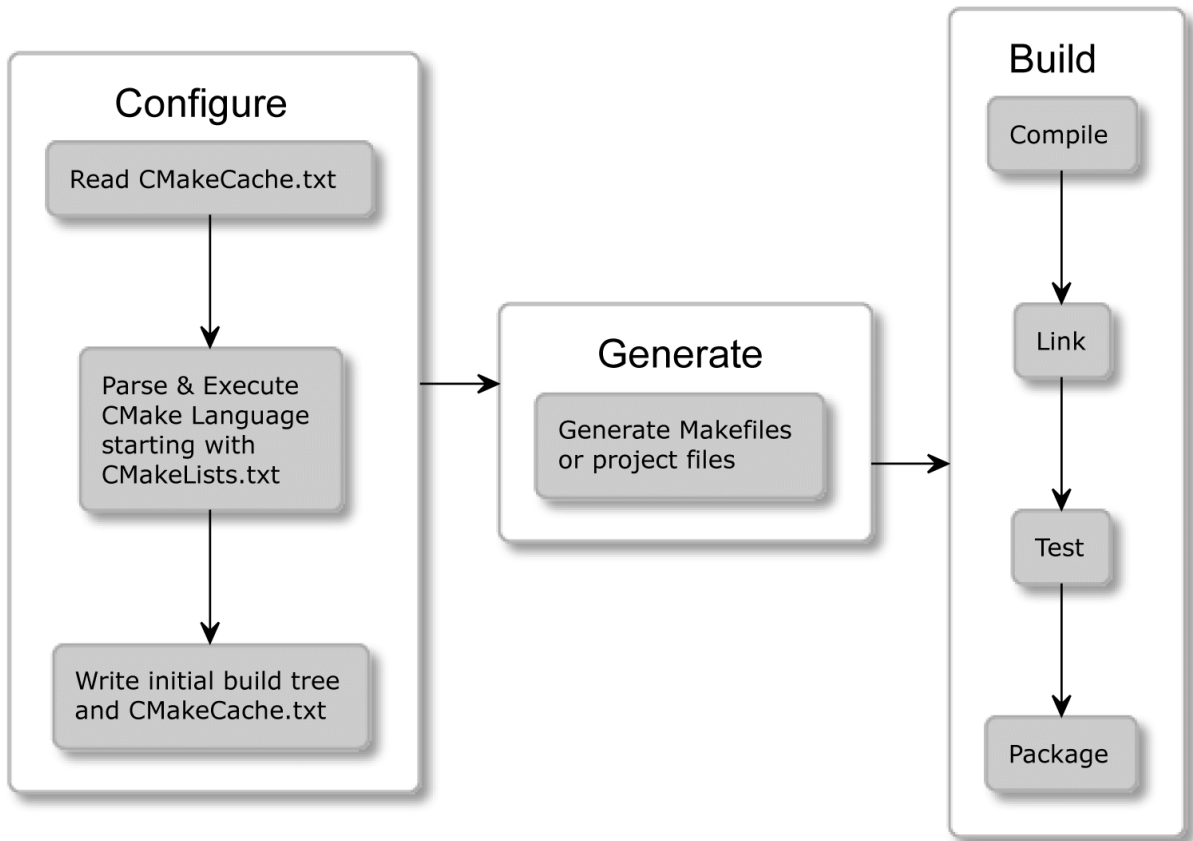 Configure
Read CMakeCache.txt
Parse & Execute
CMake Language
starting with
CMakeLists.txt
Write initial build tree
and CMakeCache.txt
Generate
Generate Makefiles
or project files
Build
Compile
Link
Test
Package